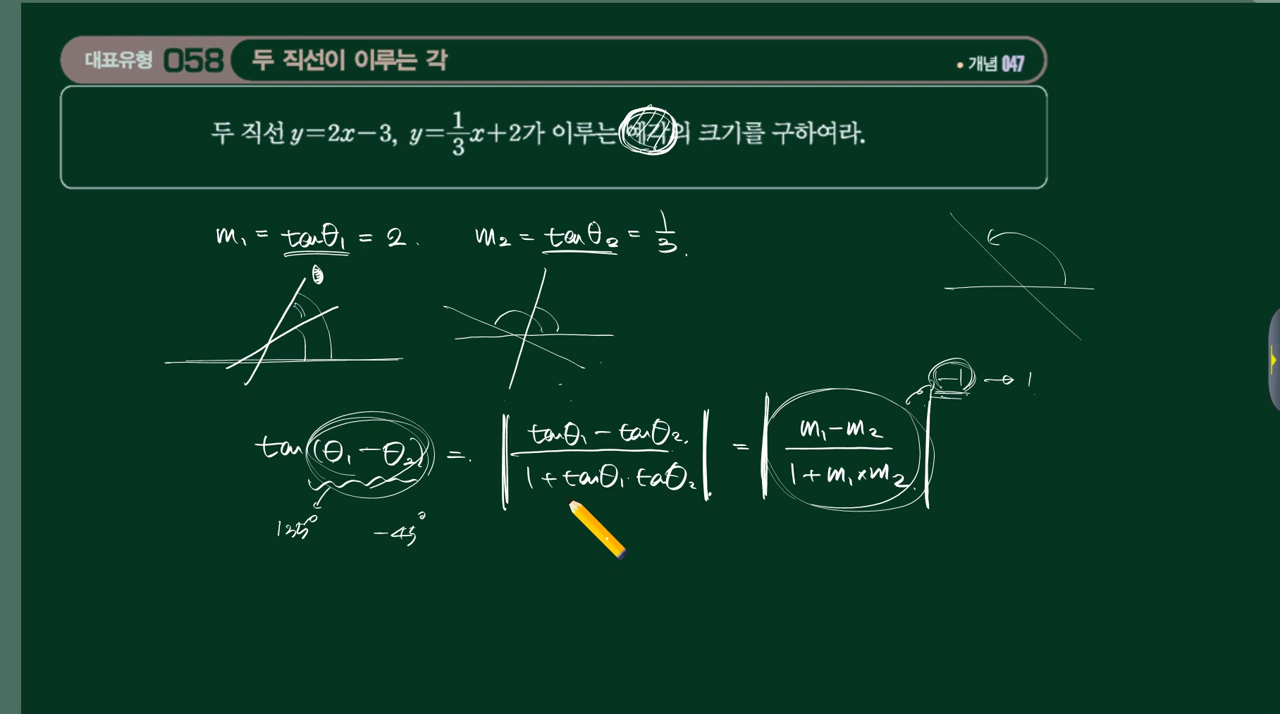 대표유형 058 두 직선이 이루는 각
• 개념 047
두 직선 y=2x−3, y=1/3x+2가 이루는 예각의 크기를 구하여라.
m₁ = tanθ₁ = 2. m₂ = tanθ₂ = 1/3.
−1 → 1
tan(θ₁ − θ₂) = | (tanθ₁ − tanθ₂) / (1 + tanθ₁ · taθ₂) | = | (m₁ − m₂) / (1 + m₁ × m₂) |
135° −45°